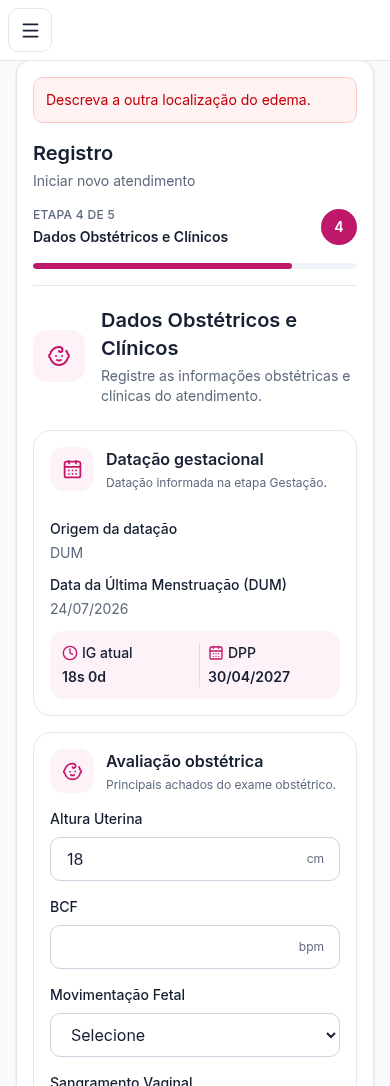 Descreva a outra localização do edema.
Registro
Iniciar novo atendimento
ETAPA 4 DE 5
Dados Obstétricos e Clínicos
4
Dados Obstétricos e
Clínicos
Registre as informações obstétricas e
clínicas do atendimento.
Datação gestacional
Datação informada na etapa Gestação.
Origem da datação
DUM
Data da Última Menstruação (DUM)
24/07/2026
IG atual
18s 0d
DPP
30/04/2027
Avaliação obstétrica
Principais achados do exame obstétrico.
Altura Uterina
18 cm
BCF
bpm
Movimentação Fetal
Selecione
Sangramento Vaginal